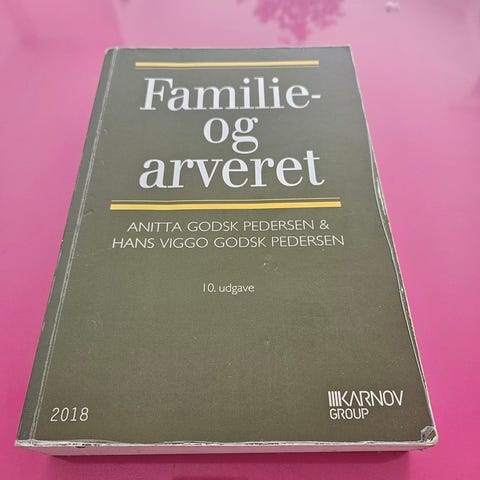 Familie-
og
arveret
ANITTA GODSK PEDERSEN &
HANS VIGGO GODSK PEDERSEN
10. udgave
2018
KARNOV
GROUP